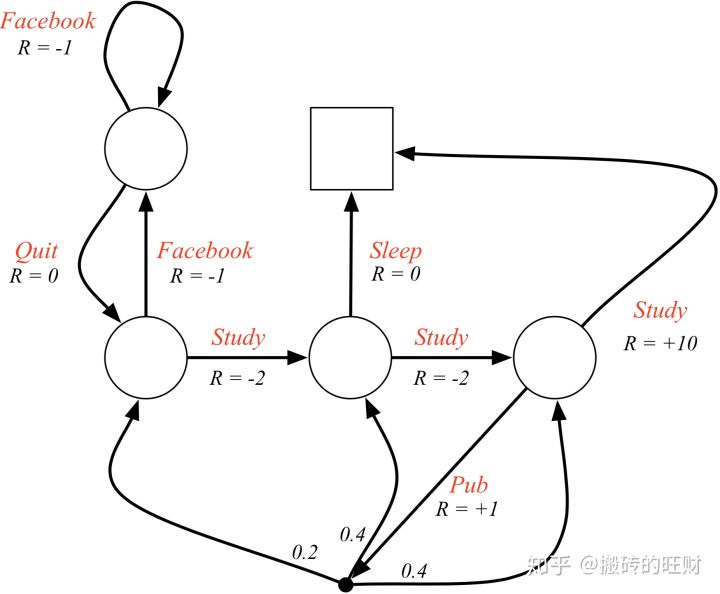 Facebook
R = -1
Quit
R = 0
Facebook
R = -1
Sleep
R = 0
Study
R = +10
Study
R = -2
Study
R = -2
Pub
R = +1
0.2
0.4
0.4
知乎 @搬砖的旺财